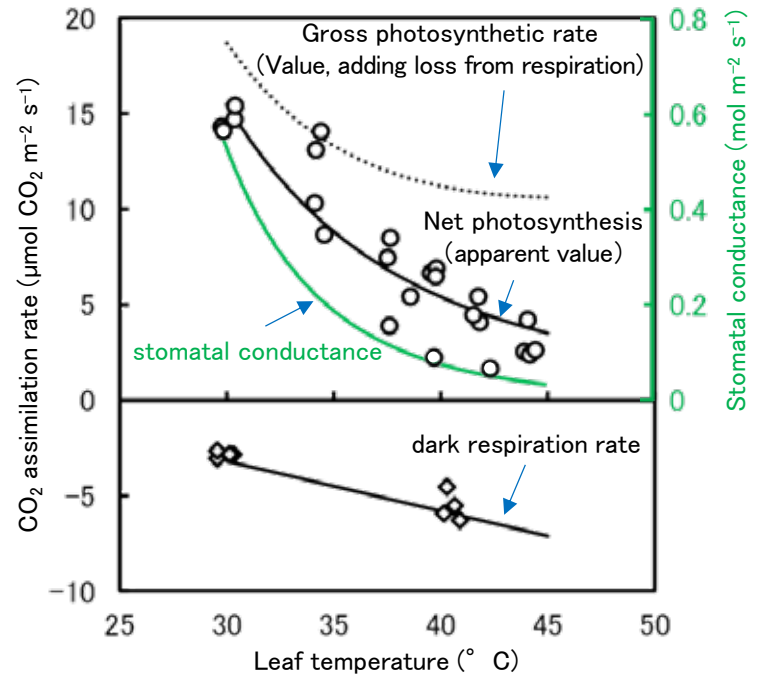 20
15
10
5
0
−5
−10
CO₂ assimilation rate (μmol CO₂ m⁻² s⁻¹)
Gross photosynthetic rate
(Value, adding loss from respiration)
Net photosynthesis
(apparent value)
stomatal conductance
dark respiration rate
0.8
0.6
0.4
0.2
0
Stomatal conductance (mol m⁻² s⁻¹)
25 30 35 40 45 50
Leaf temperature (° C)